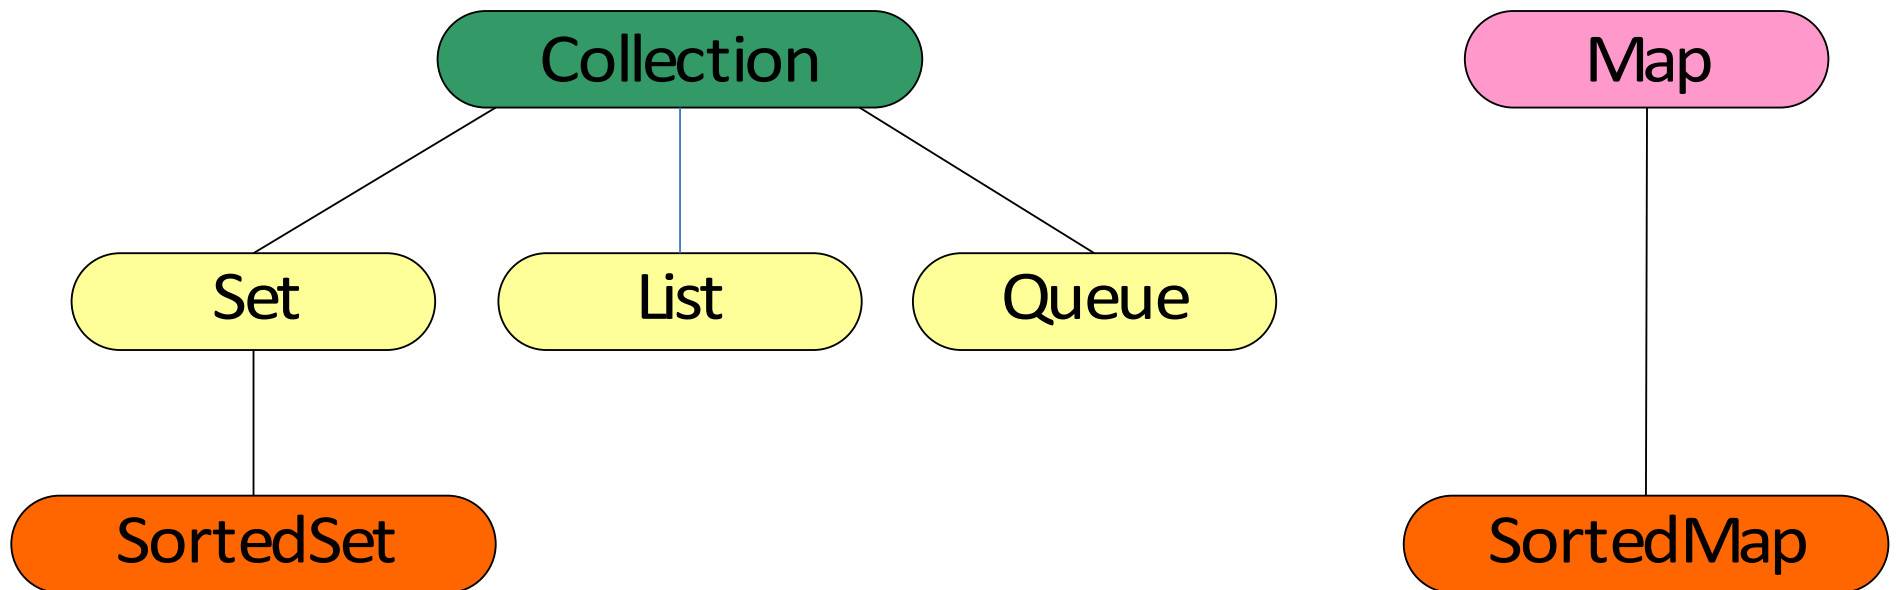 Collection
Map
Set
List
Queue
SortedSet
SortedMap